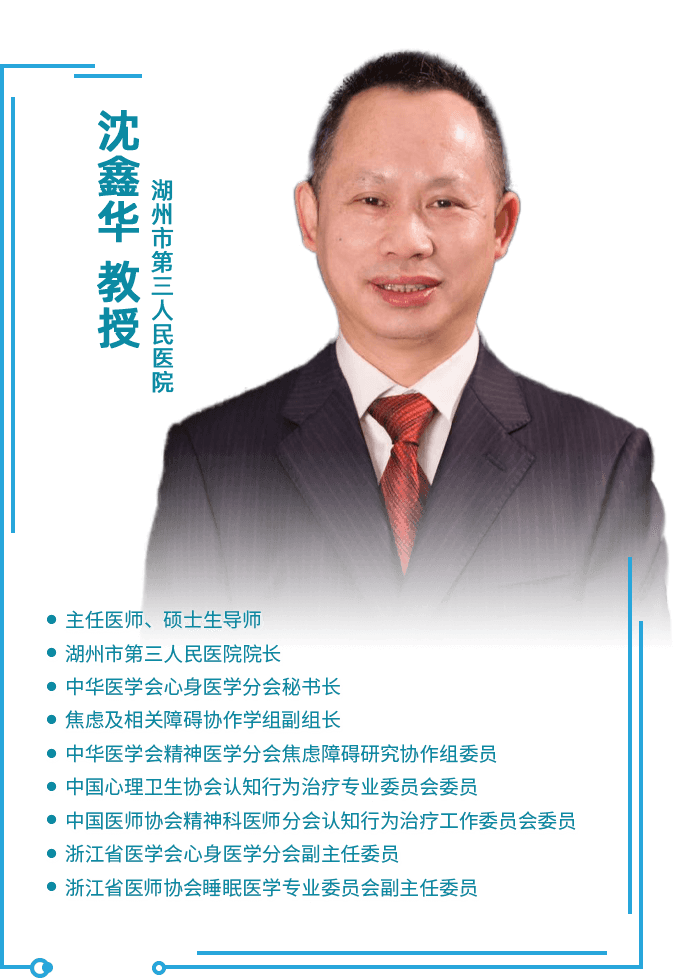 沈鑫华 教授
湖州市第三人民医院
主任医师、硕士生导师
湖州市第三人民医院院长
中华医学会心身医学分会秘书长
焦虑及相关障碍协作学组副组长
中华医学会精神医学分会焦虑障碍研究协作组委员
中国心理卫生协会认知行为治疗专业委员会委员
中国医师协会精神科医师分会认知行为治疗工作委员会委员
浙江省医学会心身医学分会副主任委员
浙江省医师协会睡眠医学专业委员会副主任委员